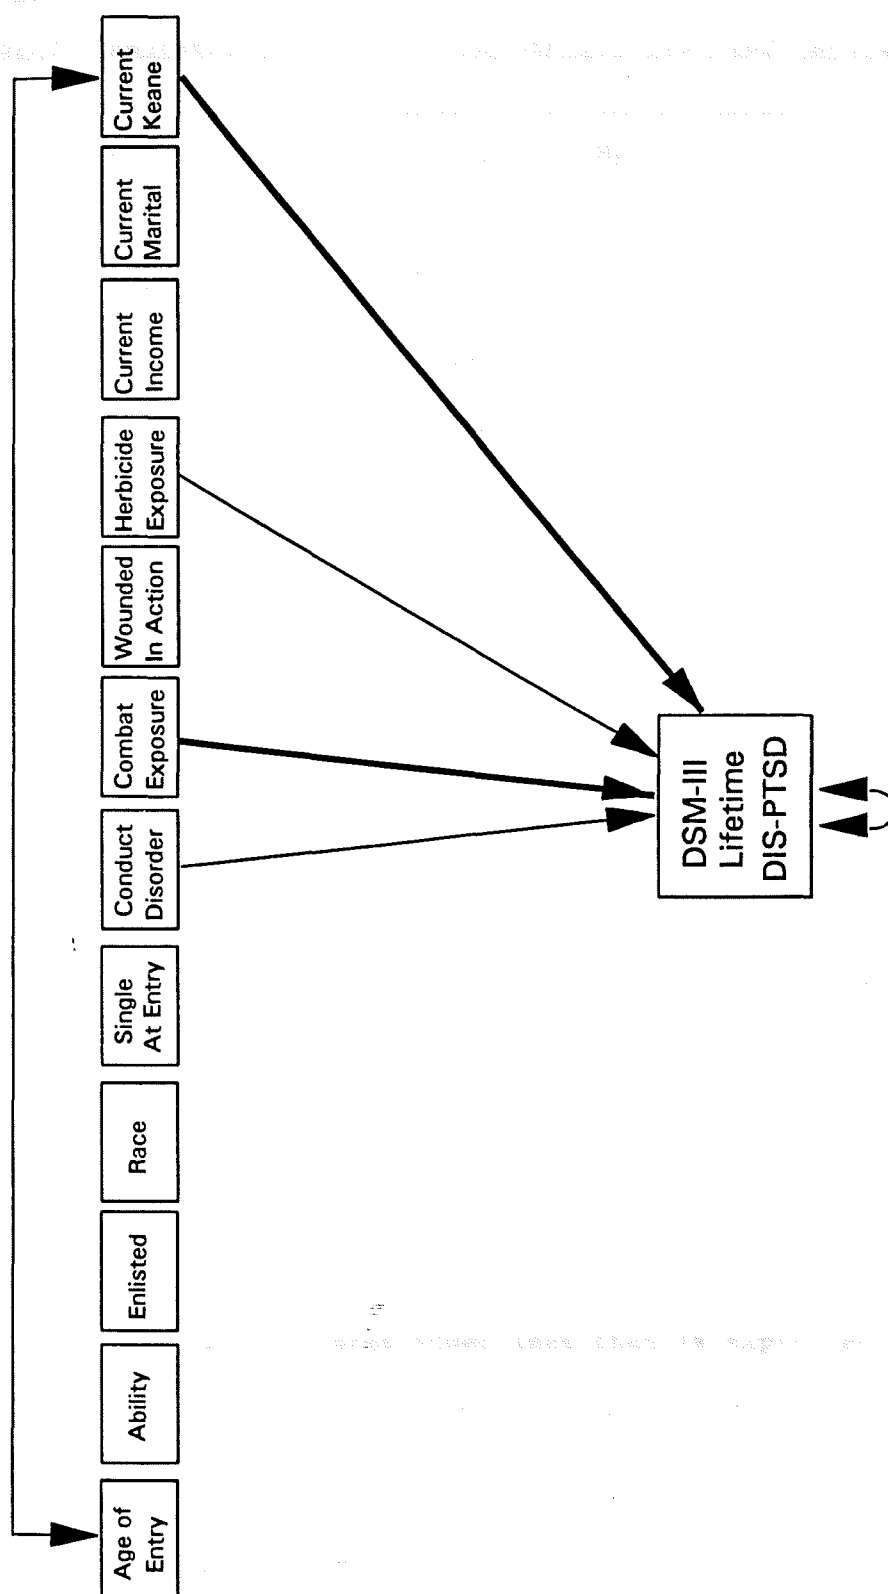 Age of
Entry
Ability
Enlisted
Race
Single
At Entry
Conduct
Disorder
Combat
Exposure
Wounded
In Action
Herbicide
Exposure
Current
Income
Current
Marital
Current
Keane
DSM-III
Lifetime
DIS-PTSD